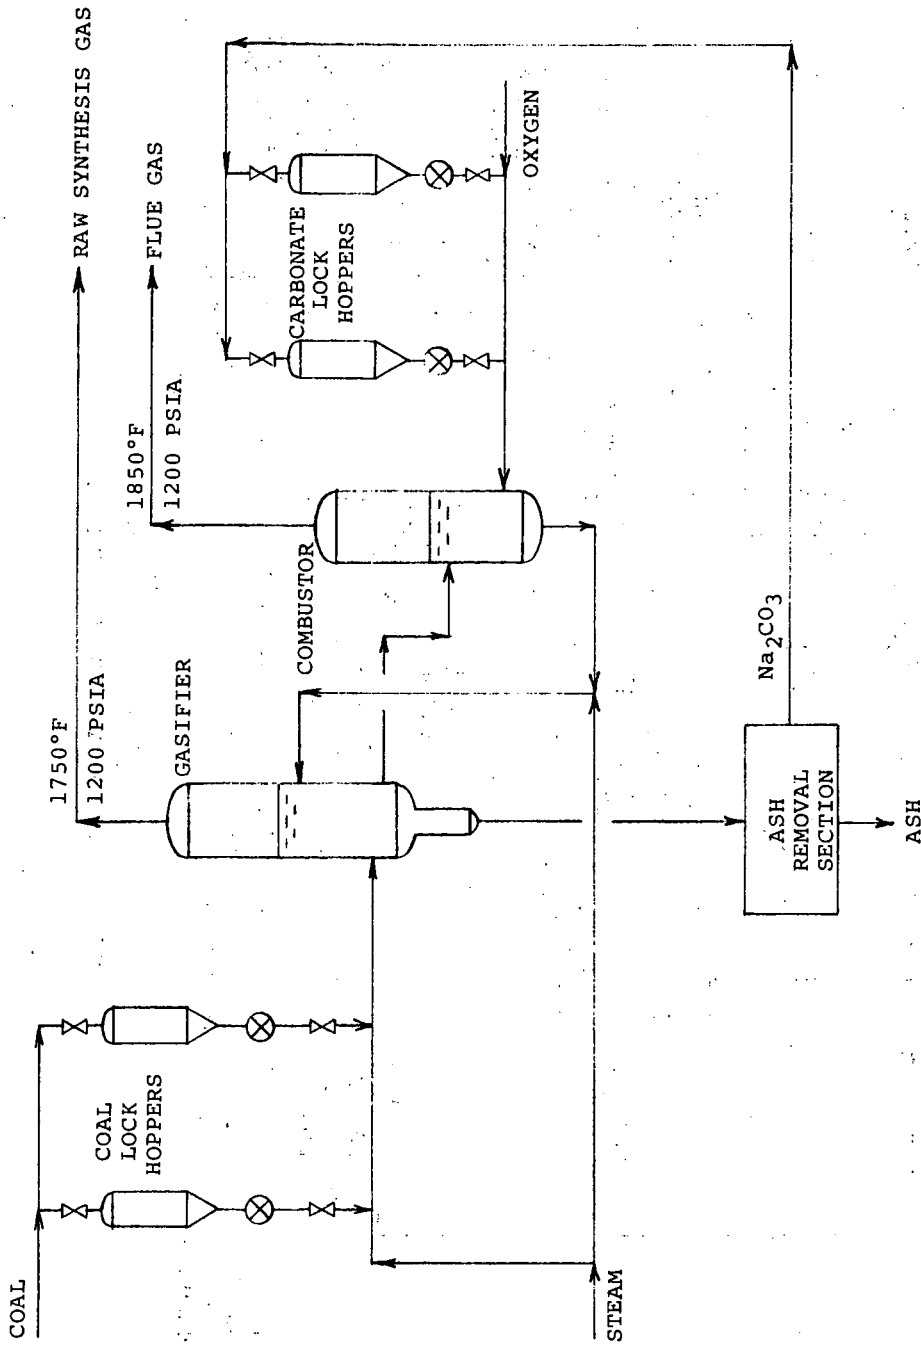 RAW SYNTHESIS GAS
1750°F
1200 PSIA
FLUE GAS
1850°F
1200 PSIA
COAL
COAL
LOCK
HOPPERS
GASIFIER
COMBUSTOR
CARBONATE
LOCK
HOPPERS
OXYGEN
STEAM
Na2CO3
ASH
REMOVAL
SECTION
ASH